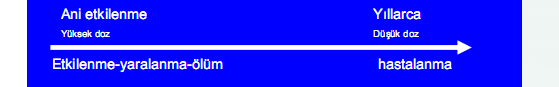 Ani etkilenme Yıllarca
Yüksek doz Düşük doz
Etkilenme-yaralanma-ölüm hastalanma